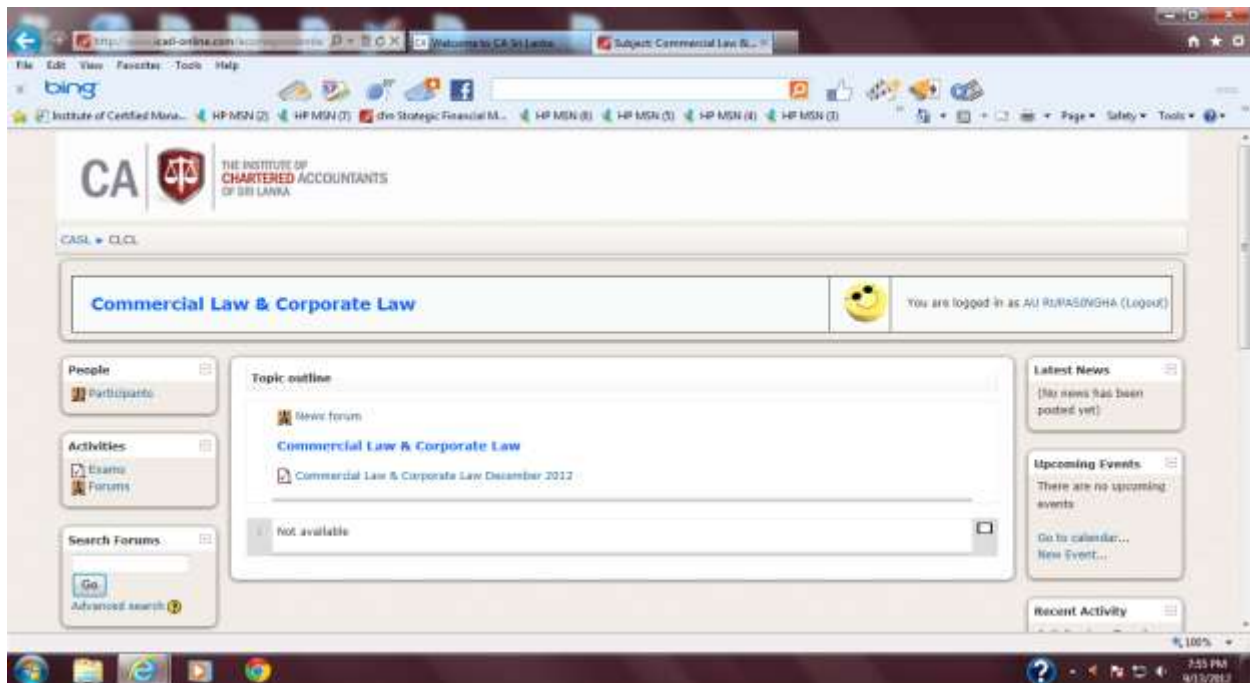 CA Welcome to CA Sri Lanka
Subject: Commercial Law &...
File Edit View Favorites Tools Help
bing
Institute of Certified Mana... HP MSN (2) HP MSN (7) Strategic Financial M... HP MSN (6) HP MSN (5) HP MSN (4) HP MSN (3)
Page Safety Tools
CA THE INSTITUTE OF
CHARTERED ACCOUNTANTS
OF SRI LANKA
CASL ► CLCL
Commercial Law & Corporate Law
You are logged in as AU RUPASINGHA (Logout)
People
Participants
Activities
Exams
Forums
Search Forums
Go
Advanced search
Topic outline
News forum
Commercial Law & Corporate Law
Commercial Law & Corporate Law December 2012
Not available
Latest News
(No news has been
posted yet)
Upcoming Events
There are no upcoming
events
Go to calendar...
New Event...
Recent Activity
100%
7:55 PM
9/13/2012